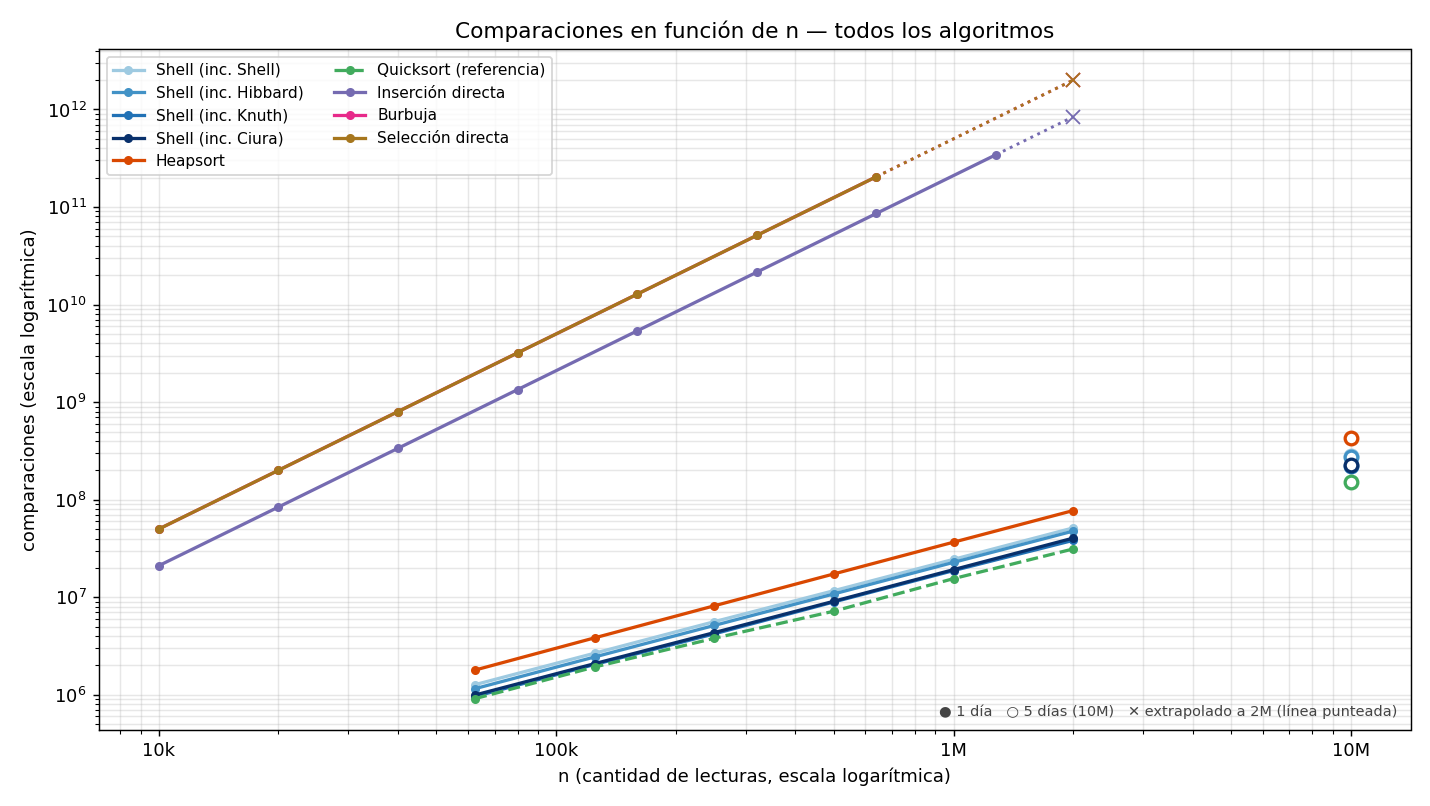 Comparaciones en función de n — todos los algoritmos
Shell (inc. Shell)
Shell (inc. Hibbard)
Shell (inc. Knuth)
Shell (inc. Ciura)
Heapsort
Quicksort (referencia)
Inserción directa
Burbuja
Selección directa
comparaciones (escala logarítmica)
10¹²
10¹¹
10¹⁰
10⁹
10⁸
10⁷
10⁶
● 1 día ○ 5 días (10M) × extrapolado a 2M (línea punteada)
10k 100k 1M 10M
n (cantidad de lecturas, escala logarítmica)